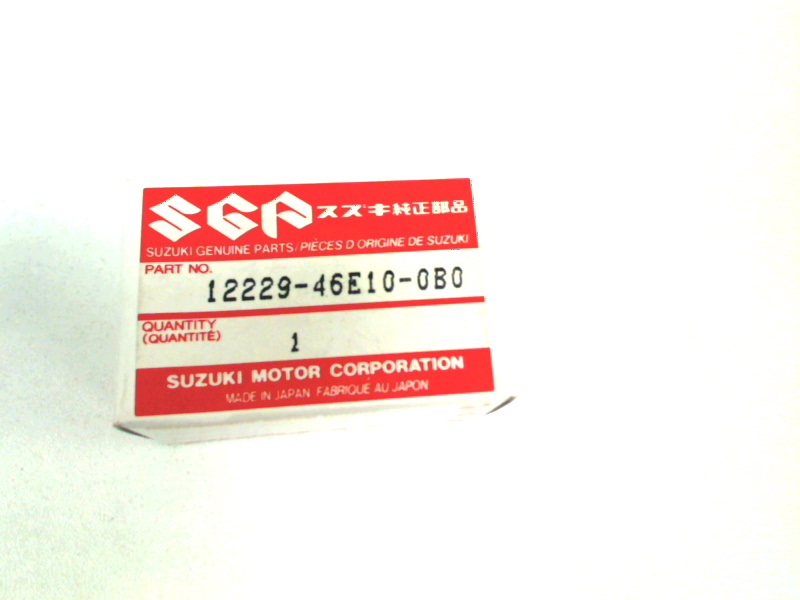 SGP スズキ純正部品
SUZUKI GENUINE PARTS/PIÈCES D ORIGINE DE SUZUKI
PART NO.
12229-46E10-0B0
QUANTITY
(QUANTITÉ)
1
SUZUKI MOTOR CORPORATION
MADE IN JAPAN FABRIQUÉ AU JAPON